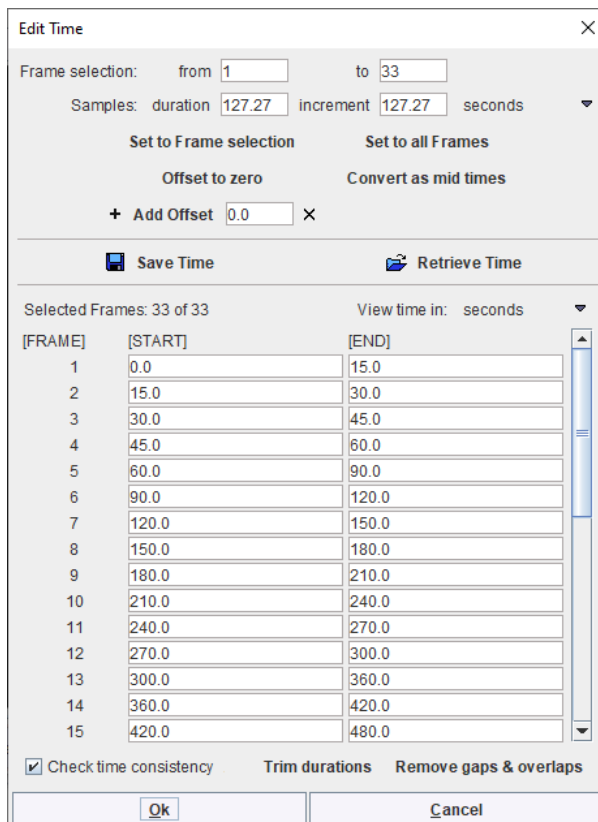 Edit Time
Frame selection: from 1 to 33
Samples: duration 127.27 increment 127.27 seconds
Set to Frame selection Set to all Frames
Offset to zero Convert as mid times
+ Add Offset 0.0
Save Time Retrieve Time
Selected Frames: 33 of 33 View time in: seconds
[FRAME] [START] [END]
1 0.0 15.0
2 15.0 30.0
3 30.0 45.0
4 45.0 60.0
5 60.0 90.0
6 90.0 120.0
7 120.0 150.0
8 150.0 180.0
9 180.0 210.0
10 210.0 240.0
11 240.0 270.0
12 270.0 300.0
13 300.0 360.0
14 360.0 420.0
15 420.0 480.0
Check time consistency Trim durations Remove gaps & overlaps
Ok Cancel